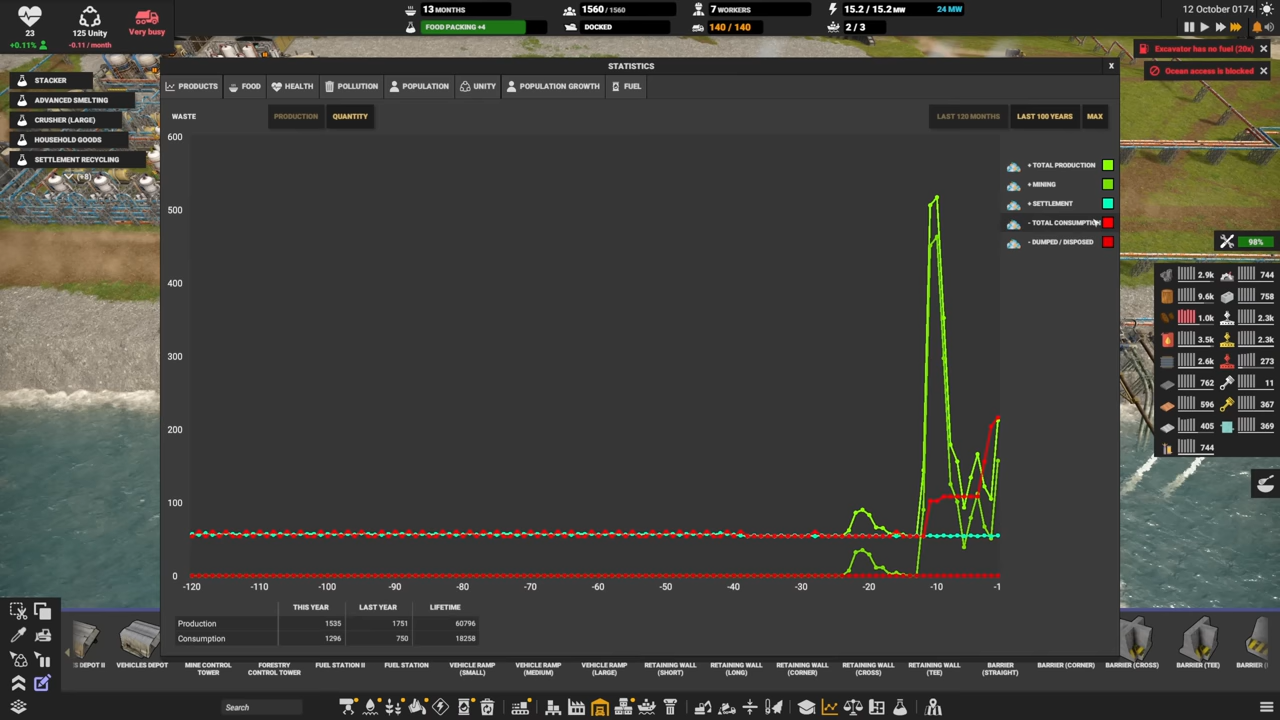 23
+0.11%
125 Unity
-0.11 / month
Very busy
13 MONTHS
FOOD PACKING +4
1560 / 1560
DOCKED
7 WORKERS
140 / 140
15.2 / 15.2 MW
24 MW
2 / 3
12 October 0174
Excavator has no fuel (20x)
Ocean access is blocked
STACKER
ADVANCED SMELTING
CRUSHER (LARGE)
HOUSEHOLD GOODS
SETTLEMENT RECYCLING
(+8)
STATISTICS
X
PRODUCTS
FOOD
HEALTH
POLLUTION
POPULATION
UNITY
POPULATION GROWTH
FUEL
WASTE
PRODUCTION
QUANTITY
LAST 120 MONTHS
LAST 100 YEARS
MAX
600
500
400
300
200
100
0
-120
-110
-100
-90
-80
-70
-60
-50
-40
-30
-20
-10
-1
+ TOTAL PRODUCTION
+ MINING
+ SETTLEMENT
- TOTAL CONSUMPTION
- DUMPED / DISPOSED
THIS YEAR
LAST YEAR
LIFETIME
Production
1535
1751
60796
Consumption
1296
750
18258
98%
2.9k
744
9.6k
758
1.0k
2.3k
3.5k
2.3k
2.6k
273
762
11
596
367
405
369
744
S DEPOT II
VEHICLES DEPOT
MINE CONTROL
TOWER
FORESTRY
CONTROL TOWER
FUEL STATION II
FUEL STATION
VEHICLE RAMP
(SMALL)
VEHICLE RAMP
(MEDIUM)
VEHICLE RAMP
(LARGE)
RETAINING WALL
(SHORT)
RETAINING WALL
(LONG)
RETAINING WALL
(CORNER)
RETAINING WALL
(CROSS)
RETAINING WALL
(TEE)
BARRIER
(STRAIGHT)
BARRIER (CORNER)
BARRIER (CROSS)
BARRIER (TEE)
BARRIER (
Search